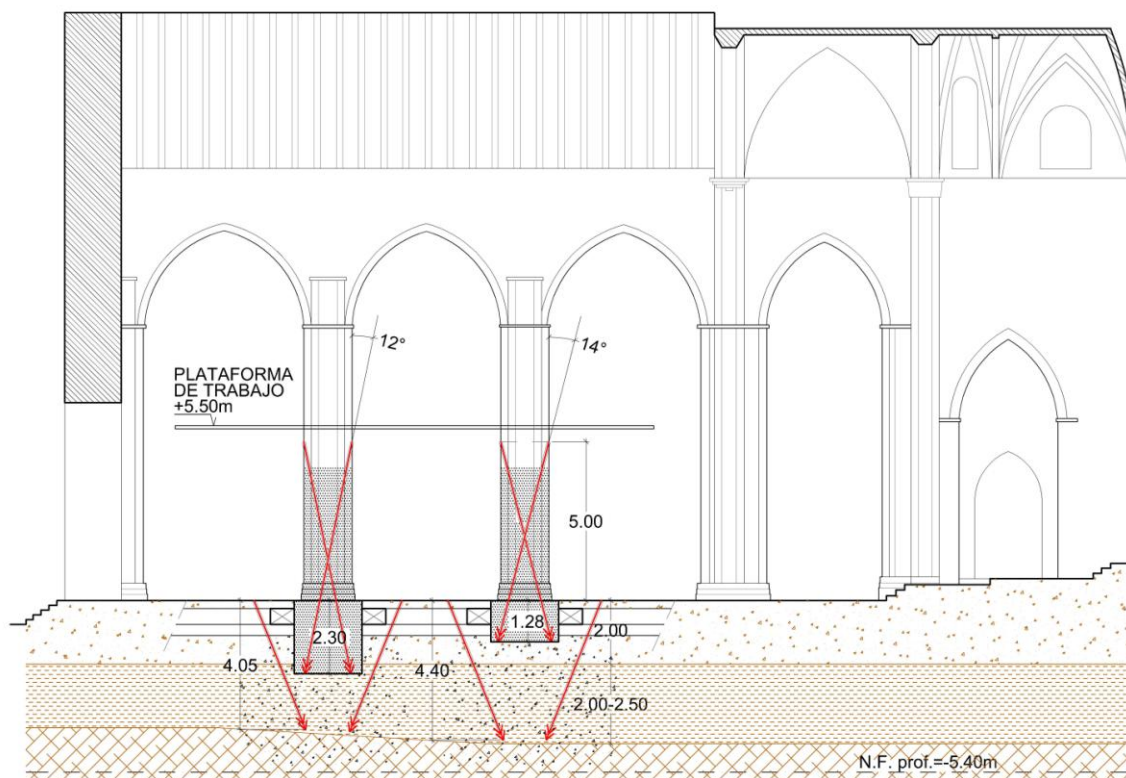 12°
14°
PLATAFORMA
DE TRABAJO
+5.50m
5.00
2.30
1.28
2.00
4.05
4.40
2.00-2.50
N.F. prof.=-5.40m